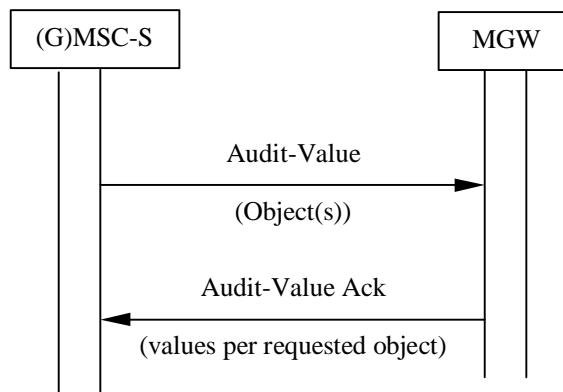 (G)MSC-S
MGW
Audit-Value
(Object(s))
Audit-Value Ack
(values per requested object)